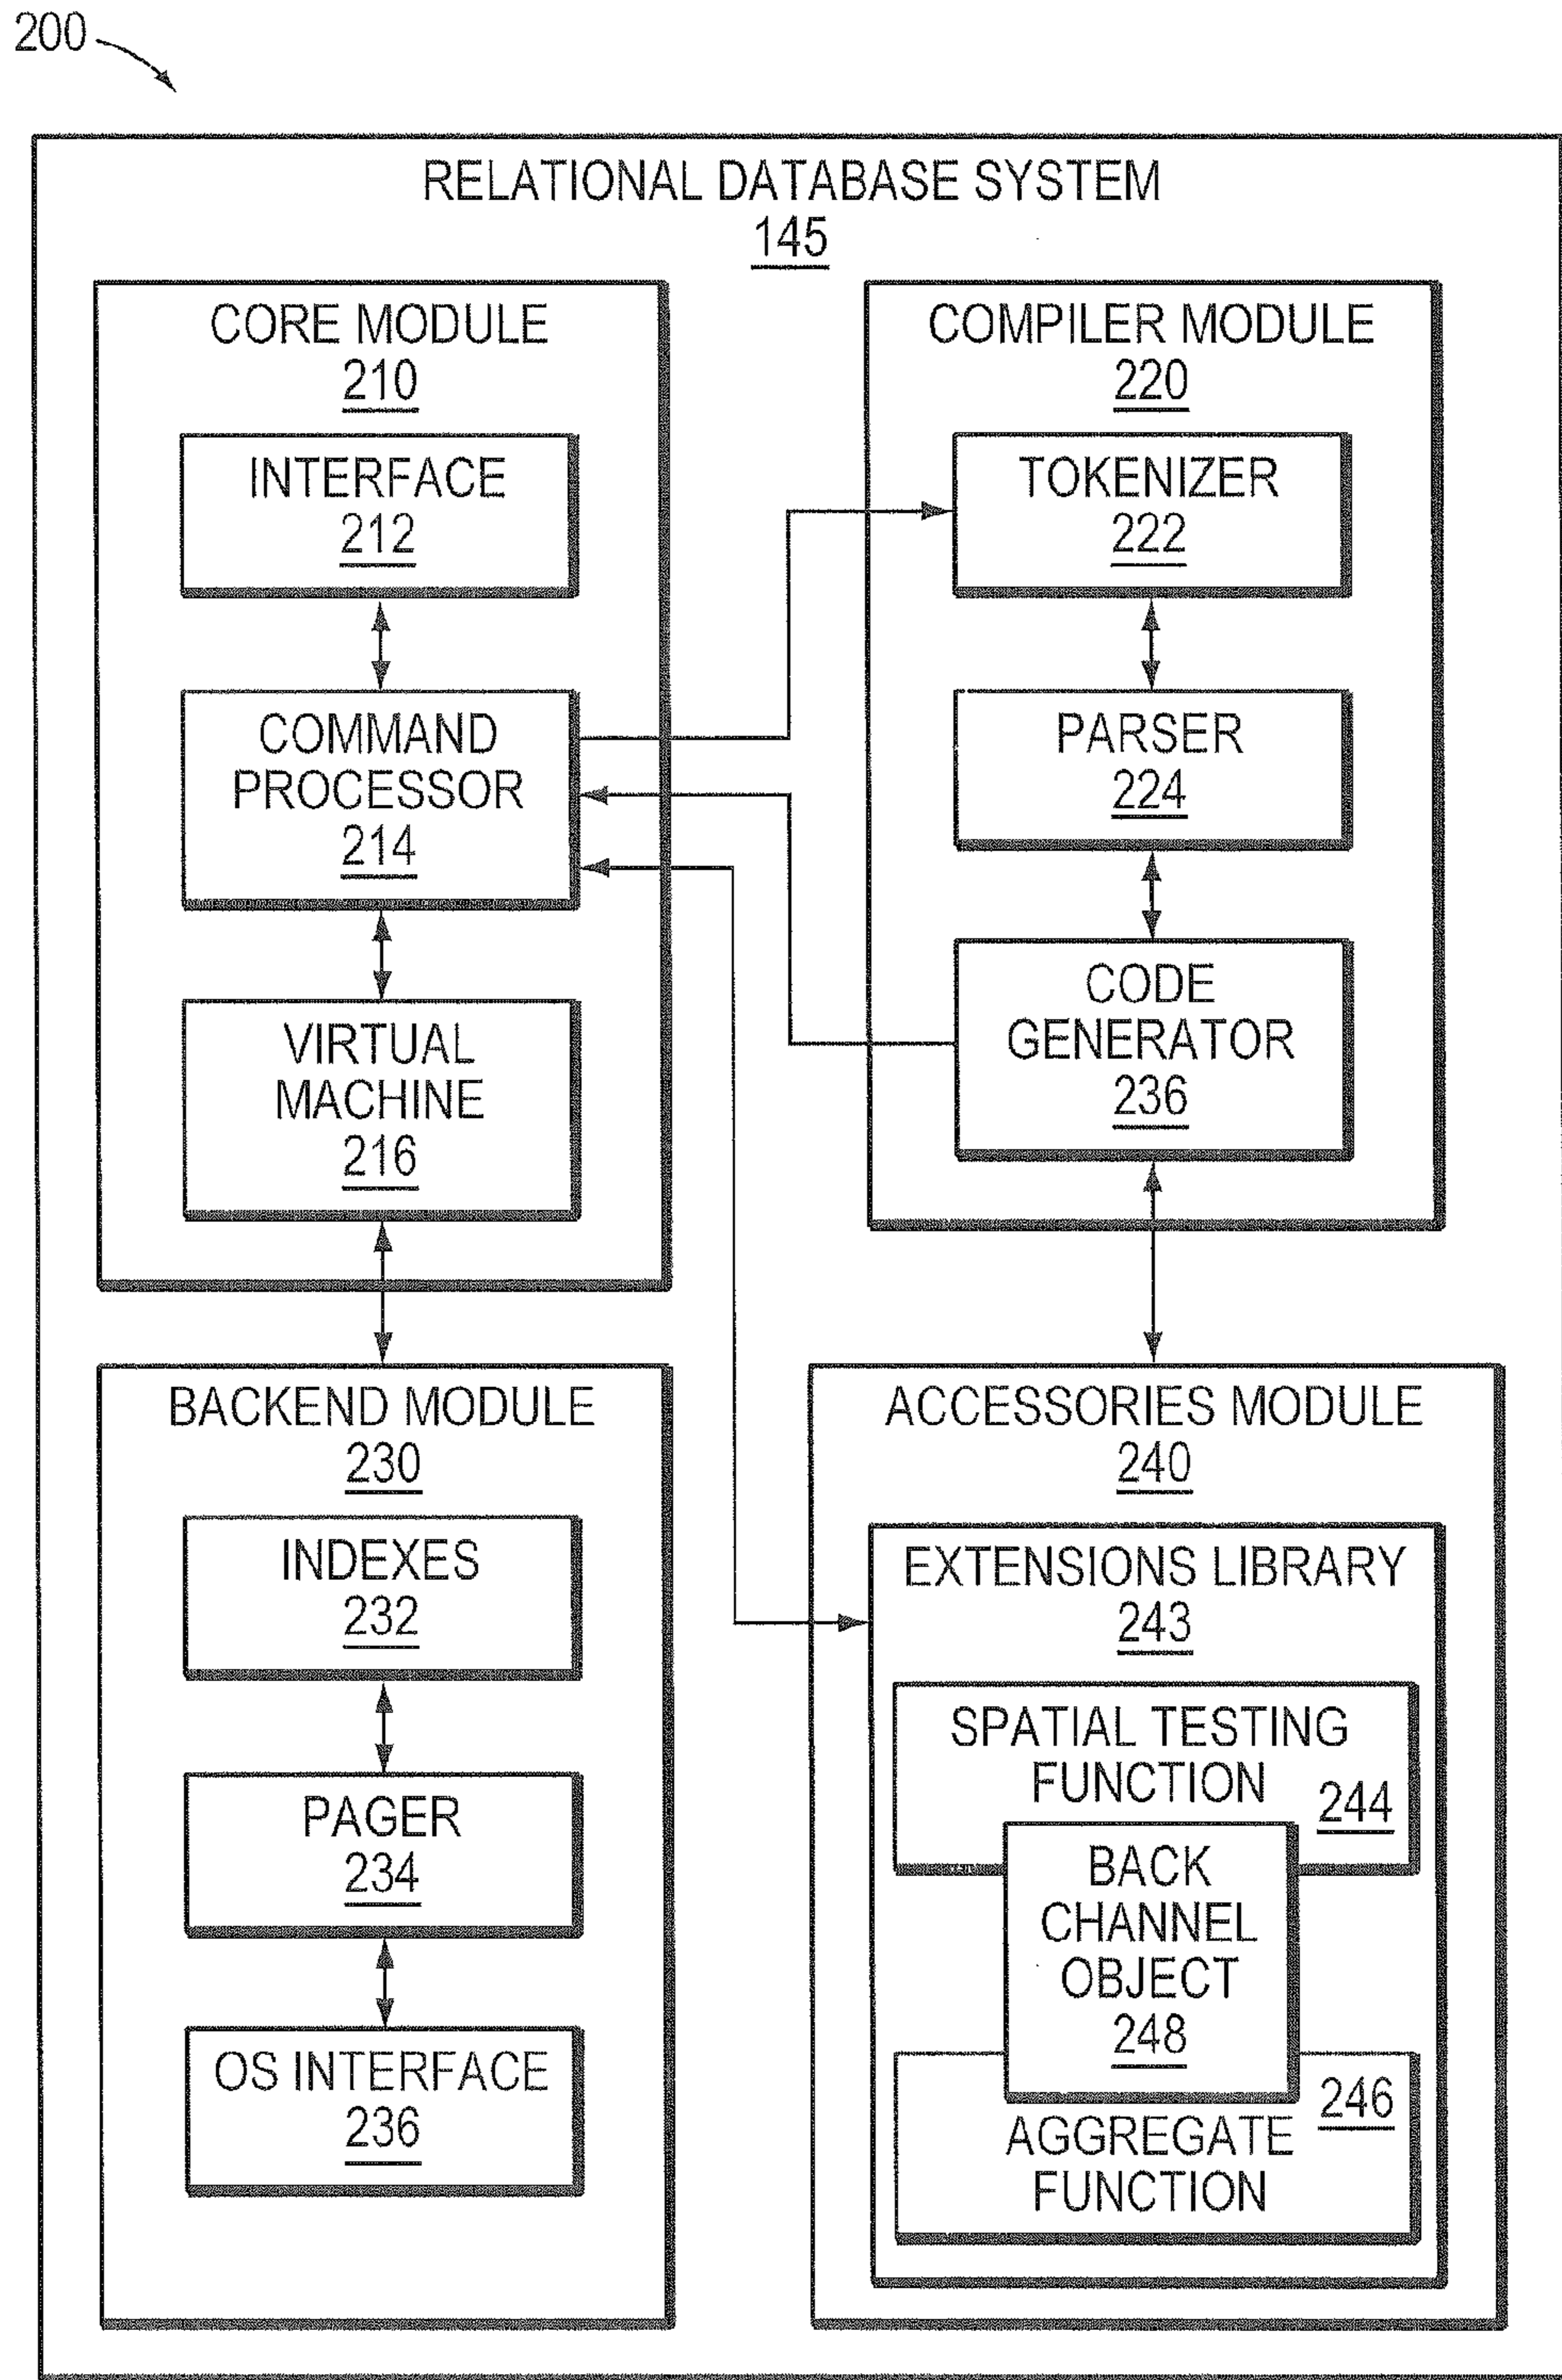 200
RELATIONAL DATABASE SYSTEM
145
CORE MODULE
210
INTERFACE
212
COMMAND
PROCESSOR
214
VIRTUAL
MACHINE
216
COMPILER MODULE
220
TOKENIZER
222
PARSER
224
CODE
GENERATOR
236
BACKEND MODULE
230
INDEXES
232
PAGER
234
OS INTERFACE
236
ACCESSORIES MODULE
240
EXTENSIONS LIBRARY
243
SPATIAL TESTING
FUNCTION
244
BACK
CHANNEL
OBJECT
248
246
AGGREGATE
FUNCTION